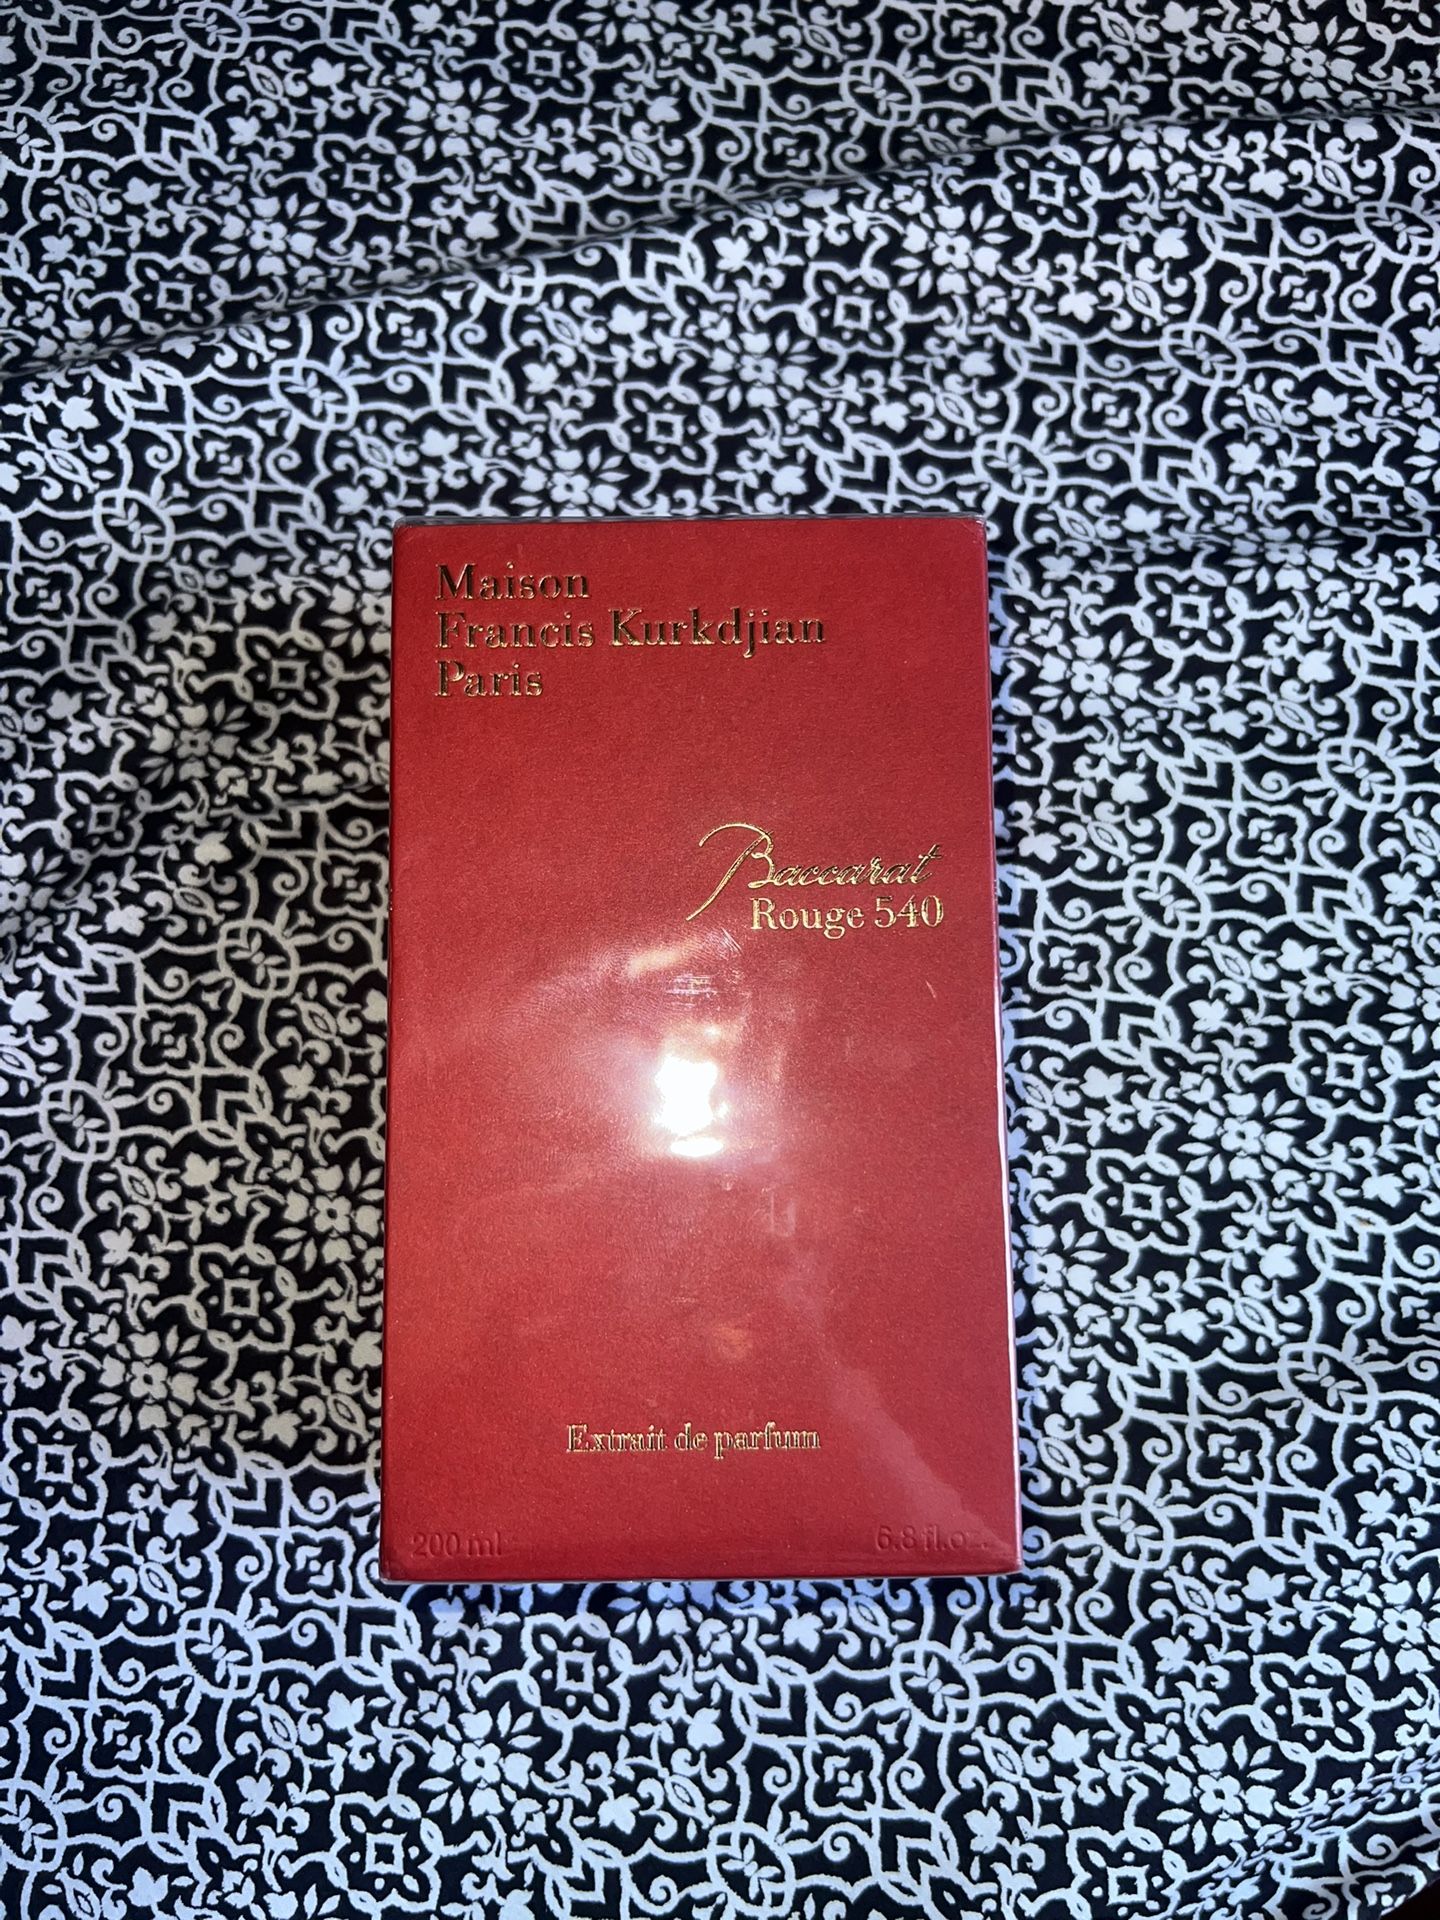 Maison
Francis Kurkdjian
Paris
Baccarat
Rouge 540
Extrait de parfum
200 ml 6.8 fl.oz.